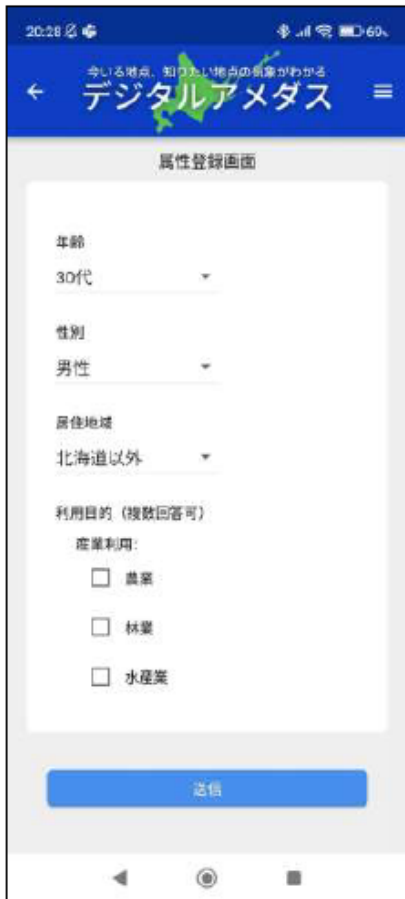 20:28
60%
今いる地点、知りたい地点の気象がわかる
デジタルアメダス
属性登録画面
年齢
30代
性別
男性
居住地域
北海道以外
利用目的（複数回答可）
産業利用:
農業
林業
水産業
送信